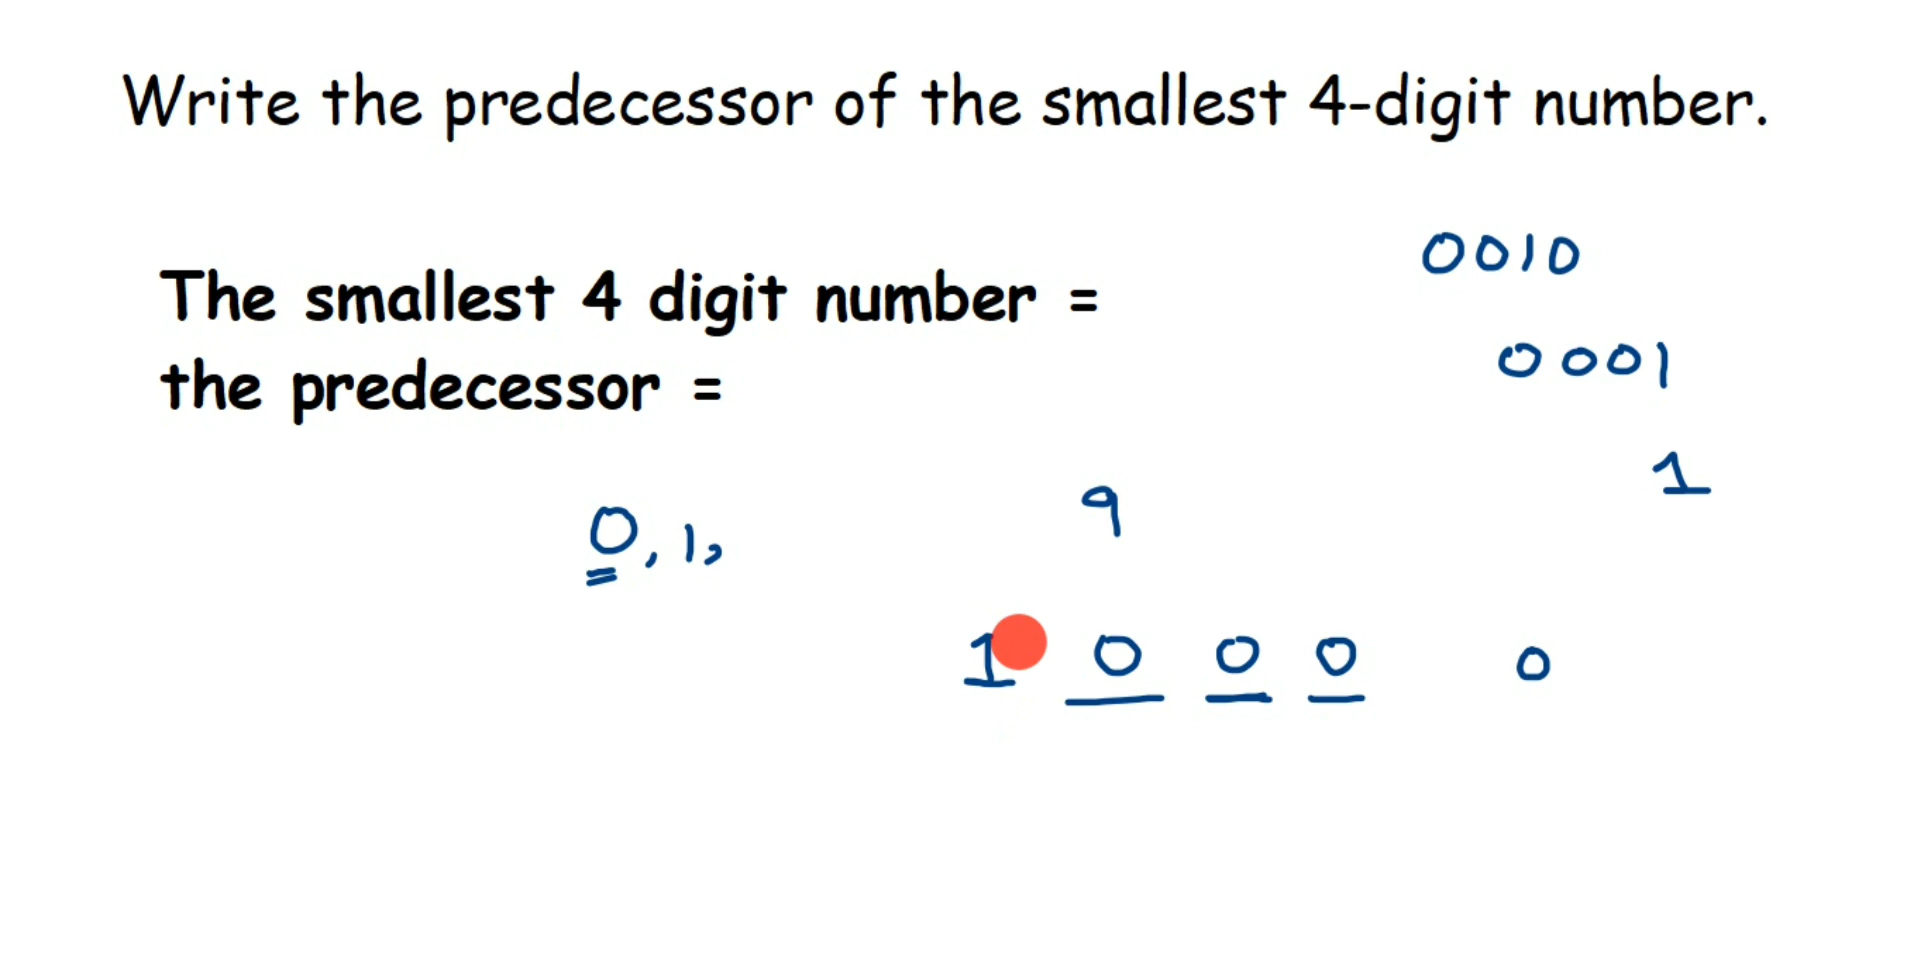 Write the predecessor of the smallest 4-digit number.
0010
The smallest 4 digit number =
0001
the predecessor =
1
9
0, 1,
1 0 0 0 0